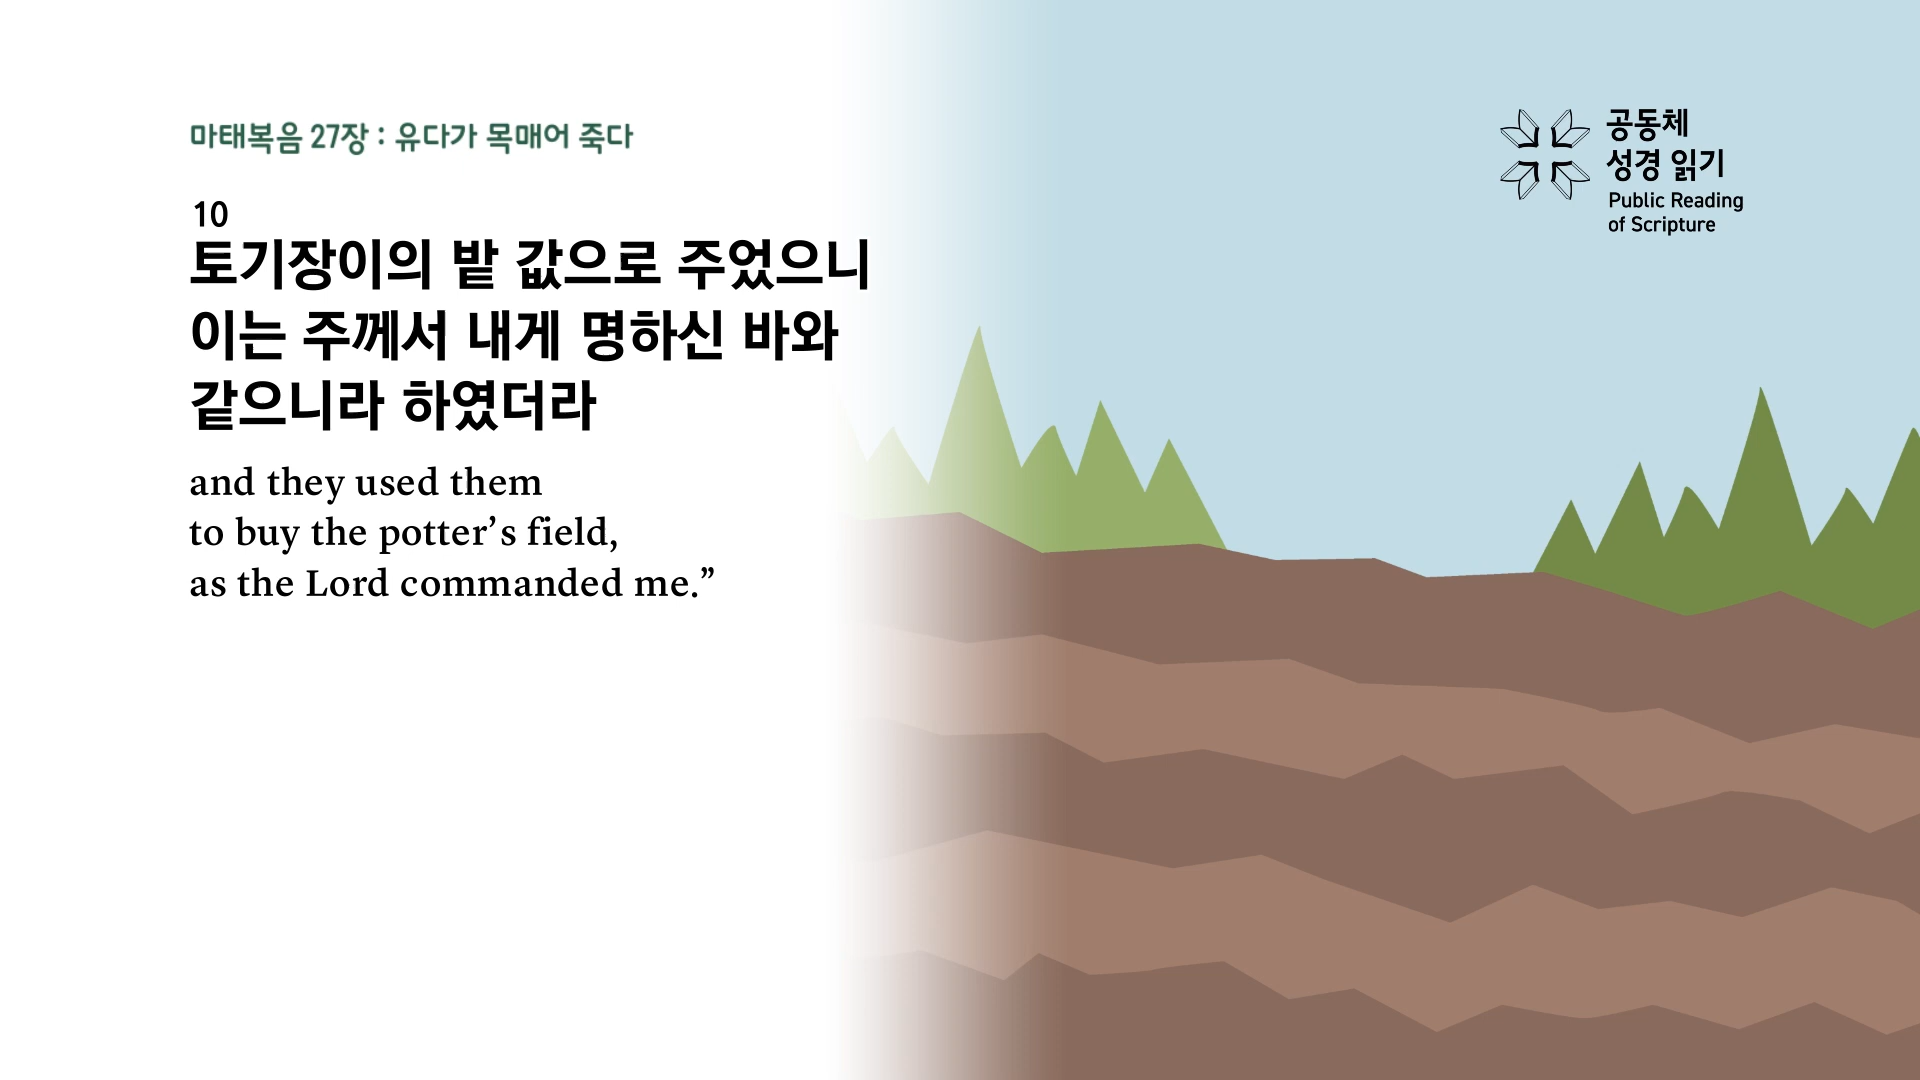 마태복음 27장 : 유다가 목매어 죽다
10
토기장이의 밭 값으로 주었으니
이는 주께서 내게 명하신 바와
같으니라 하였더라
and they used them
to buy the potter’s field,
as the Lord commanded me.”
공동체
성경 읽기
Public Reading
of Scripture